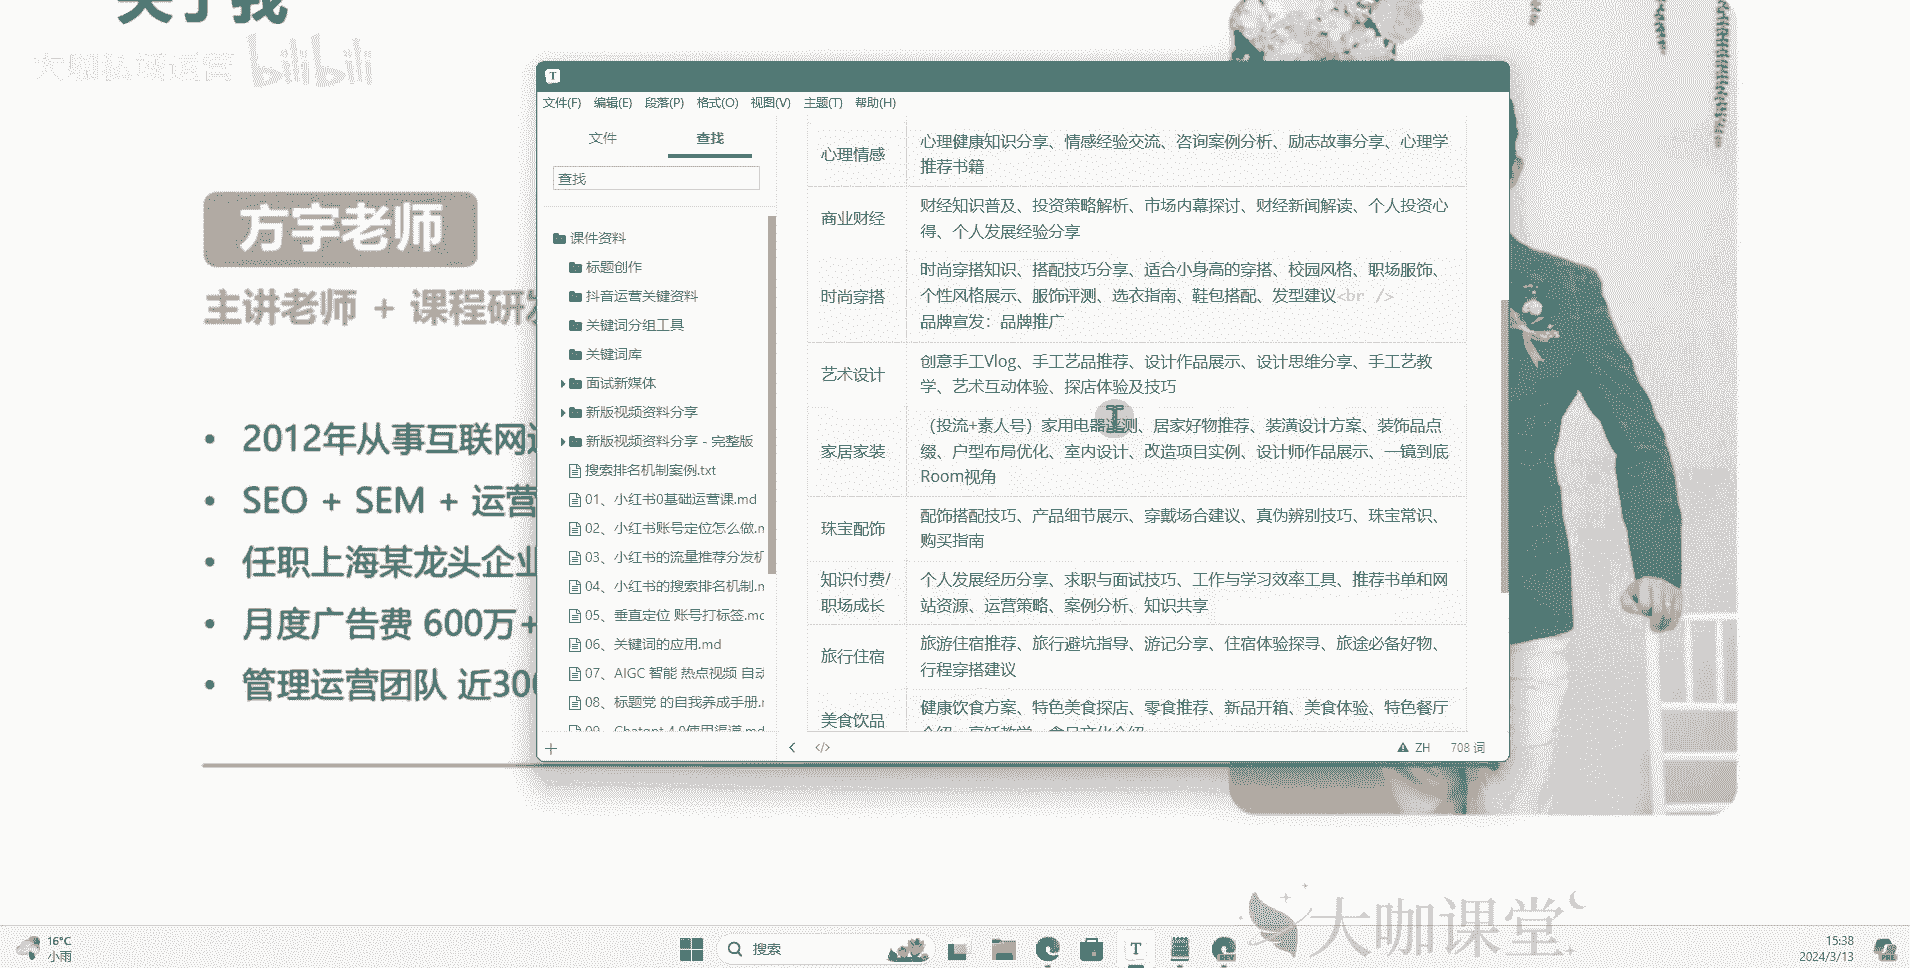 关于我
大咖私域运营 bilibili
方宇老师
主讲老师 + 课程研发
2012年从事互联网
SEO + SEM + 运营
任职上海某龙头企业
月度广告费 600万+
管理运营团队 近300
T
文件(F) 编辑(E) 段落(P) 格式(O) 视图(V) 主题(T) 帮助(H)
文件 查找
查找
课件资料
标题创作
抖音运营关键资料
关键词分组工具
关键词库
面试新媒体
新版视频资料分享
新版视频资料分享 - 完整版
搜索排名机制案例.txt
01、小红书0基础运营课.md
02、小红书账号定位怎么做.m
03、小红书的流量推荐分发机
04、小红书的搜索排名机制.m
05、垂直定位 账号打标签.mc
06、关键词的应用.md
07、AIGC 智能 热点视频 自动
08、标题党 的自我养成手册.r
09、Chatgpt 4.0使用渠道.md
心理情感
心理健康知识分享、情感经验交流、咨询案例分析、励志故事分享、心理学
推荐书籍
商业财经
财经知识普及、投资策略解析、市场内幕探讨、财经新闻解读、个人投资心
得、个人发展经验分享
时尚穿搭
时尚穿搭知识、搭配技巧分享、适合小身高的穿搭、校园风格、职场服饰、
个性风格展示、服饰评测、选衣指南、鞋包搭配、发型建议<br />
品牌宣发：品牌推广
艺术设计
创意手工Vlog、手工艺品推荐、设计作品展示、设计思维分享、手工艺教
学、艺术互动体验、探店体验及技巧
家居家装
（投流+素人号）家用电器评测、居家好物推荐、装潢设计方案、装饰品点
缀、户型布局优化、室内设计、改造项目实例、设计师作品展示、一镜到底
Room视角
珠宝配饰
配饰搭配技巧、产品细节展示、穿戴场合建议、真伪辨别技巧、珠宝常识、
购买指南
知识付费/
职场成长
个人发展经历分享、求职与面试技巧、工作与学习效率工具、推荐书单和网
站资源、运营策略、案例分析、知识共享
旅行住宿
旅游住宿推荐、旅行避坑指导、游记分享、住宿体验探寻、旅途必备好物、
行程穿搭建议
美食饮品
健康饮食方案、特色美食探店、零食推荐、新品开箱、美食体验、特色餐厅
介绍、烹饪教学、食品文化介绍
+ < </> ZH 708 词
大咖课堂
16°C
小雨
搜索
T
DEV
15:38
2024/3/13
PRE